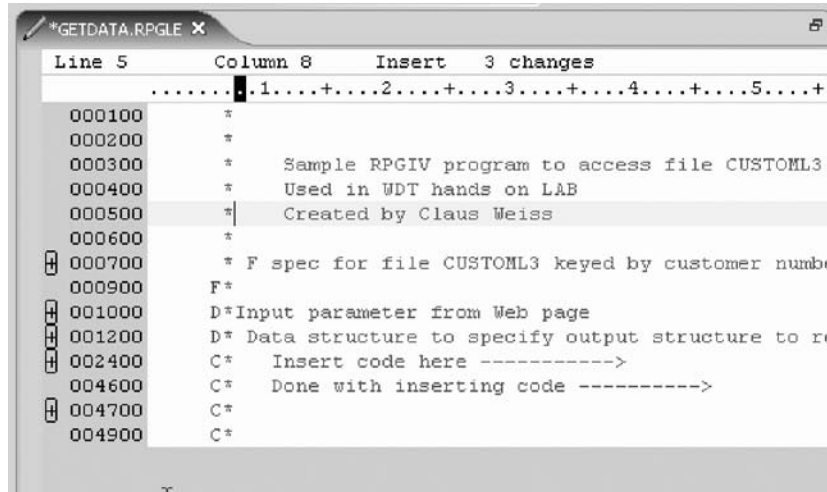 *GETDATA.RPGLE
Line 5 Column 8 Insert 3 changes
.........1....+....2....+....3....+....4....+....5....+
000100 *
000200 *
000300 * Sample RPGIV program to access file CUSTOML3
000400 * Used in WDT hands on LAB
000500 * Created by Claus Weiss
000600 *
000700 * F spec for file CUSTOML3 keyed by customer numbe
000900 F*
001000 D*Input parameter from Web page
001200 D* Data structure to specify output structure to re
002400 C* Insert code here ----------->
004600 C* Done with inserting code ---------->
004700 C*
004900 C*